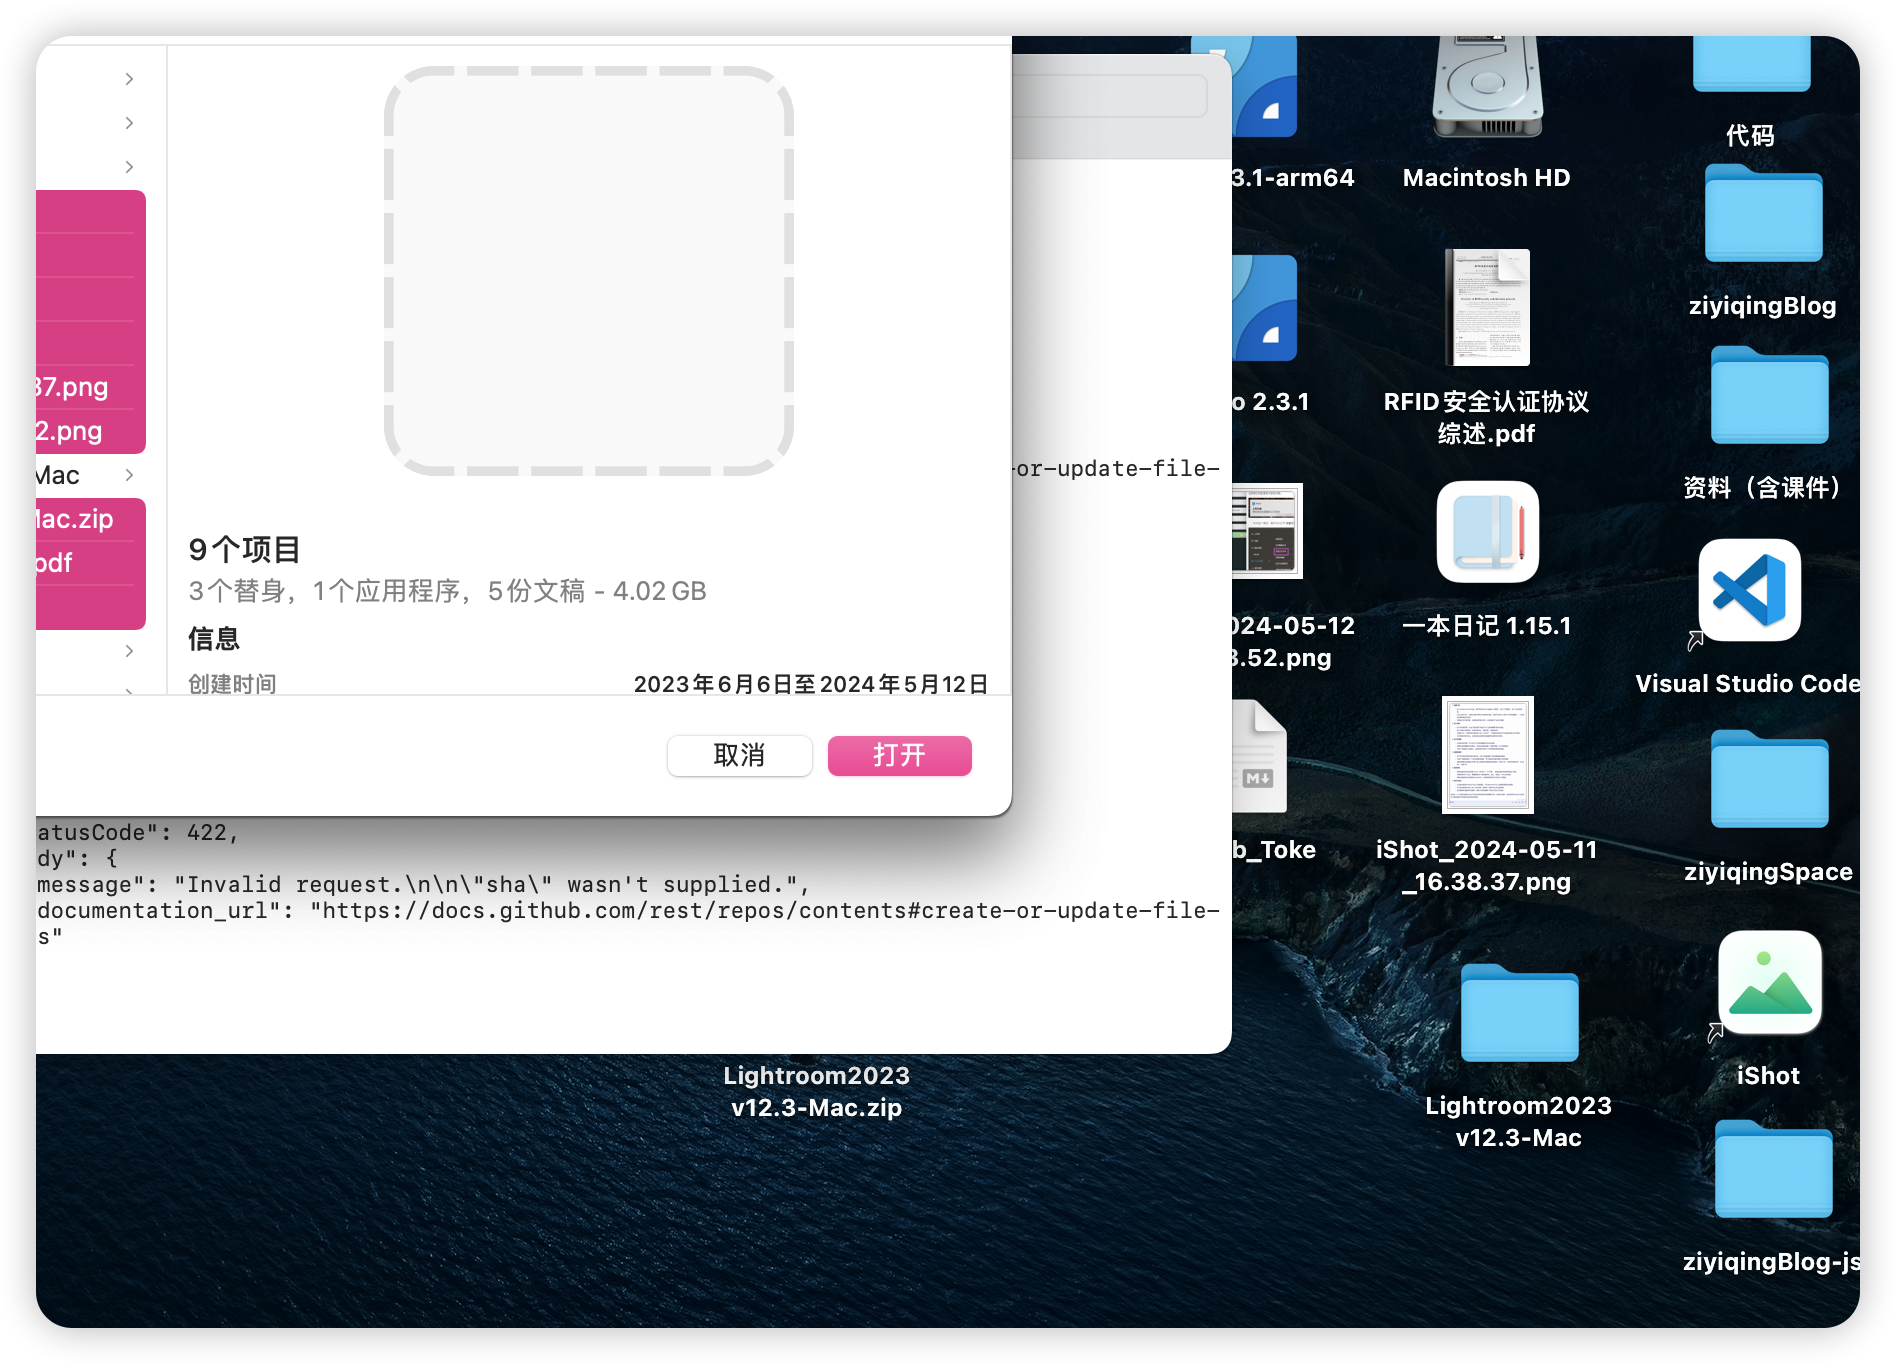 37.png
2.png
Mac
Mac.zip
pdf
9个项目
3个替身，1个应用程序，5份文稿 - 4.02 GB
信息
创建时间
2023年6月6日至2024年5月12日
取消
打开
-or-update-file-
atusCode": 422,
dy": {
message": "Invalid request.\n\n\"sha\" wasn't supplied.",
documentation_url": "https://docs.github.com/rest/repos/contents#create-or-update-file-
s"
3.1-arm64
Macintosh HD
代码
ziyiqingBlog
o 2.3.1
RFID安全认证协议
综述.pdf
资料（含课件）
024-05-12
3.52.png
一本日记 1.15.1
Visual Studio Code
M
b_Toke
iShot_2024-05-11
_16.38.37.png
ziyiqingSpace
Lightroom2023
v12.3-Mac.zip
Lightroom2023
v12.3-Mac
iShot
ziyiqingBlog-js